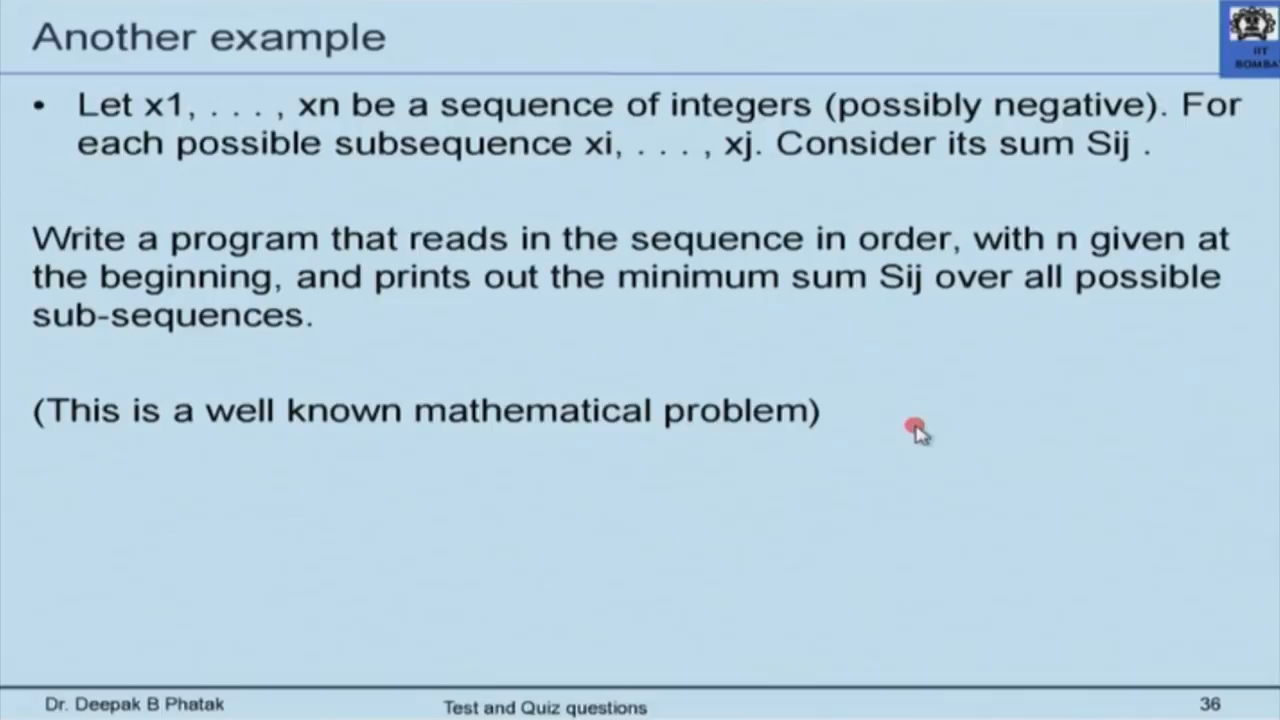 Another example
IIT
BOMBA
• Let x1, . . . , xn be a sequence of integers (possibly negative). For
each possible subsequence xi, . . . , xj. Consider its sum Sij .
Write a program that reads in the sequence in order, with n given at
the beginning, and prints out the minimum sum Sij over all possible
sub-sequences.
(This is a well known mathematical problem)
Dr. Deepak B Phatak
Test and Quiz questions
36